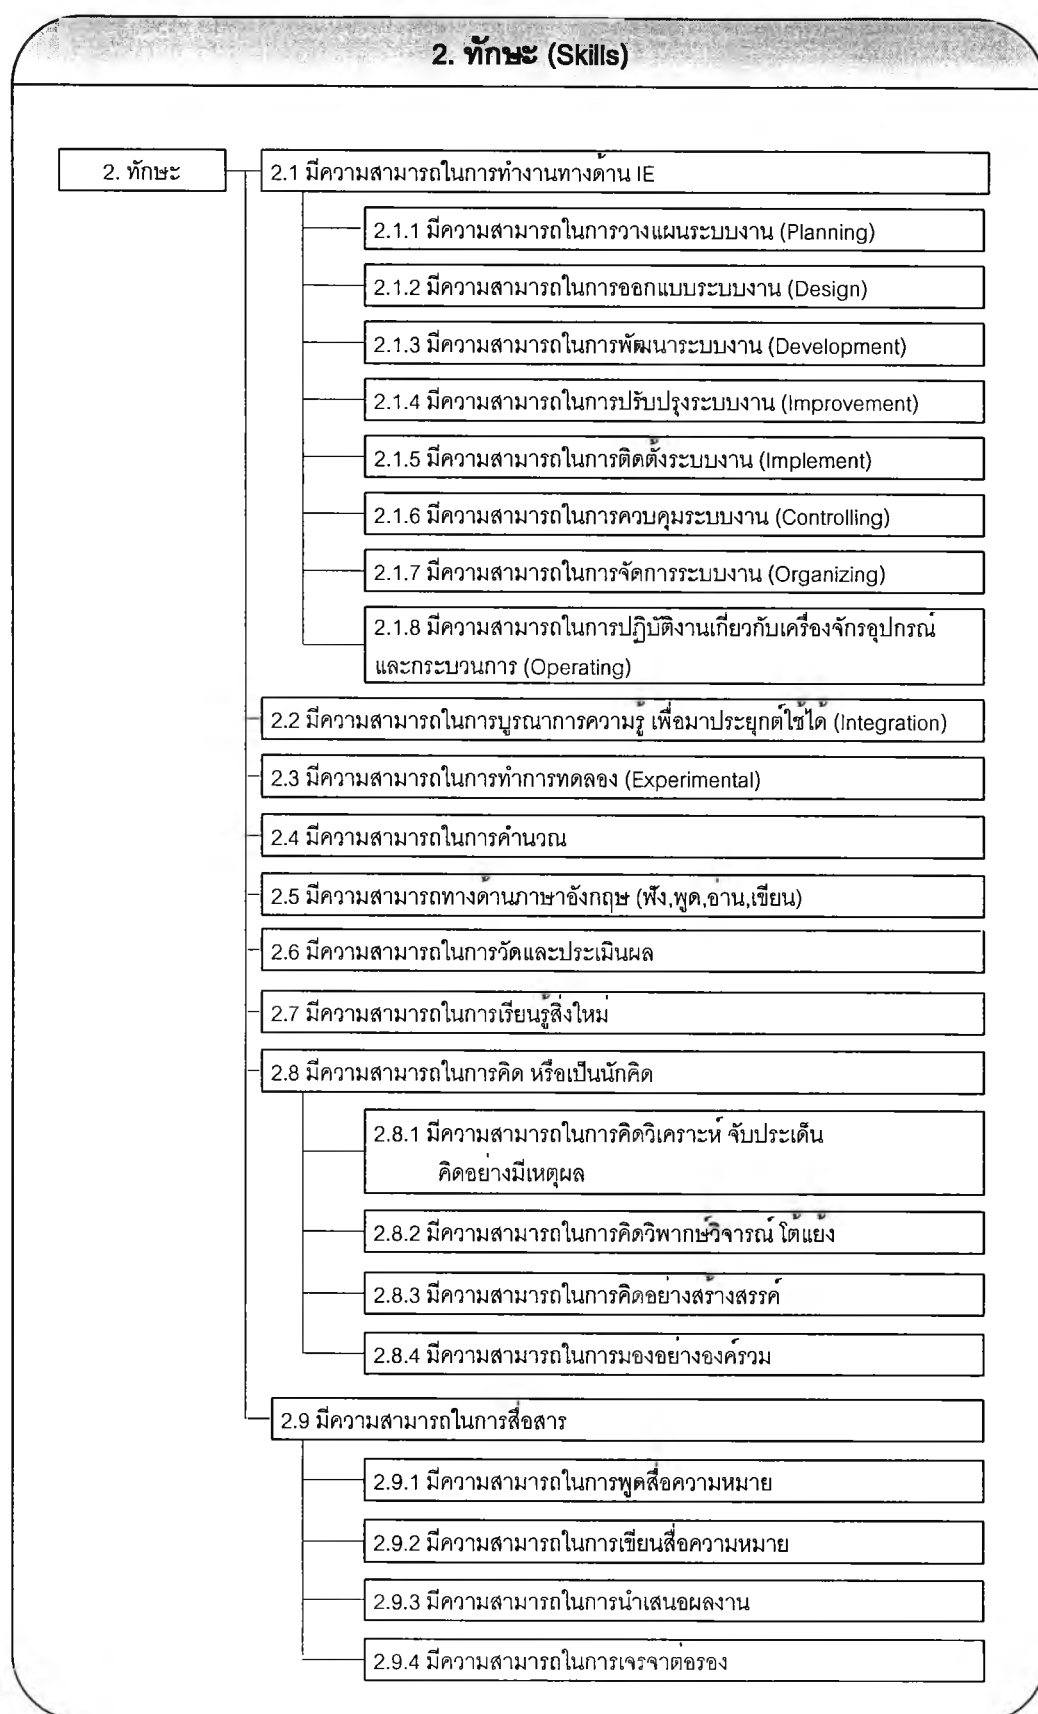 2. ทักษะ (Skills)
2. ทักษะ
2.1 มีความสามารถในการทำงานทางด้าน IE
2.1.1 มีความสามารถในการวางแผนระบบงาน (Planning)
2.1.2 มีความสามารถในการออกแบบระบบงาน (Design)
2.1.3 มีความสามารถในการพัฒนาระบบงาน (Development)
2.1.4 มีความสามารถในการปรับปรุงระบบงาน (Improvement)
2.1.5 มีความสามารถในการติดตั้งระบบงาน (Implement)
2.1.6 มีความสามารถในการควบคุมระบบงาน (Controlling)
2.1.7 มีความสามารถในการจัดการระบบงาน (Organizing)
2.1.8 มีความสามารถในการปฏิบัติงานเกี่ยวกับเครื่องจักรอุปกรณ์
และกระบวนการ (Operating)
2.2 มีความสามารถในการบูรณาการความรู้ เพื่อมาประยุกต์ใช้ได้ (Integration)
2.3 มีความสามารถในการทำการทดลอง (Experimental)
2.4 มีความสามารถในการคำนวณ
2.5 มีความสามารถทางด้านภาษาอังกฤษ (ฟัง,พูด,อ่าน,เขียน)
2.6 มีความสามารถในการวัดและประเมินผล
2.7 มีความสามารถในการเรียนรู้สิ่งใหม่
2.8 มีความสามารถในการคิด หรือเป็นนักคิด
2.8.1 มีความสามารถในการคิดวิเคราะห์ จับประเด็น
คิดอย่างมีเหตุผล
2.8.2 มีความสามารถในการคิดวิพากษ์วิจารณ์ โต้แย้ง
2.8.3 มีความสามารถในการคิดอย่างสร้างสรรค์
2.8.4 มีความสามารถในการมองอย่างองค์รวม
2.9 มีความสามารถในการสื่อสาร
2.9.1 มีความสามารถในการพูดสื่อความหมาย
2.9.2 มีความสามารถในการเขียนสื่อความหมาย
2.9.3 มีความสามารถในการนำเสนอผลงาน
2.9.4 มีความสามารถในการเจรจาต่อรอง